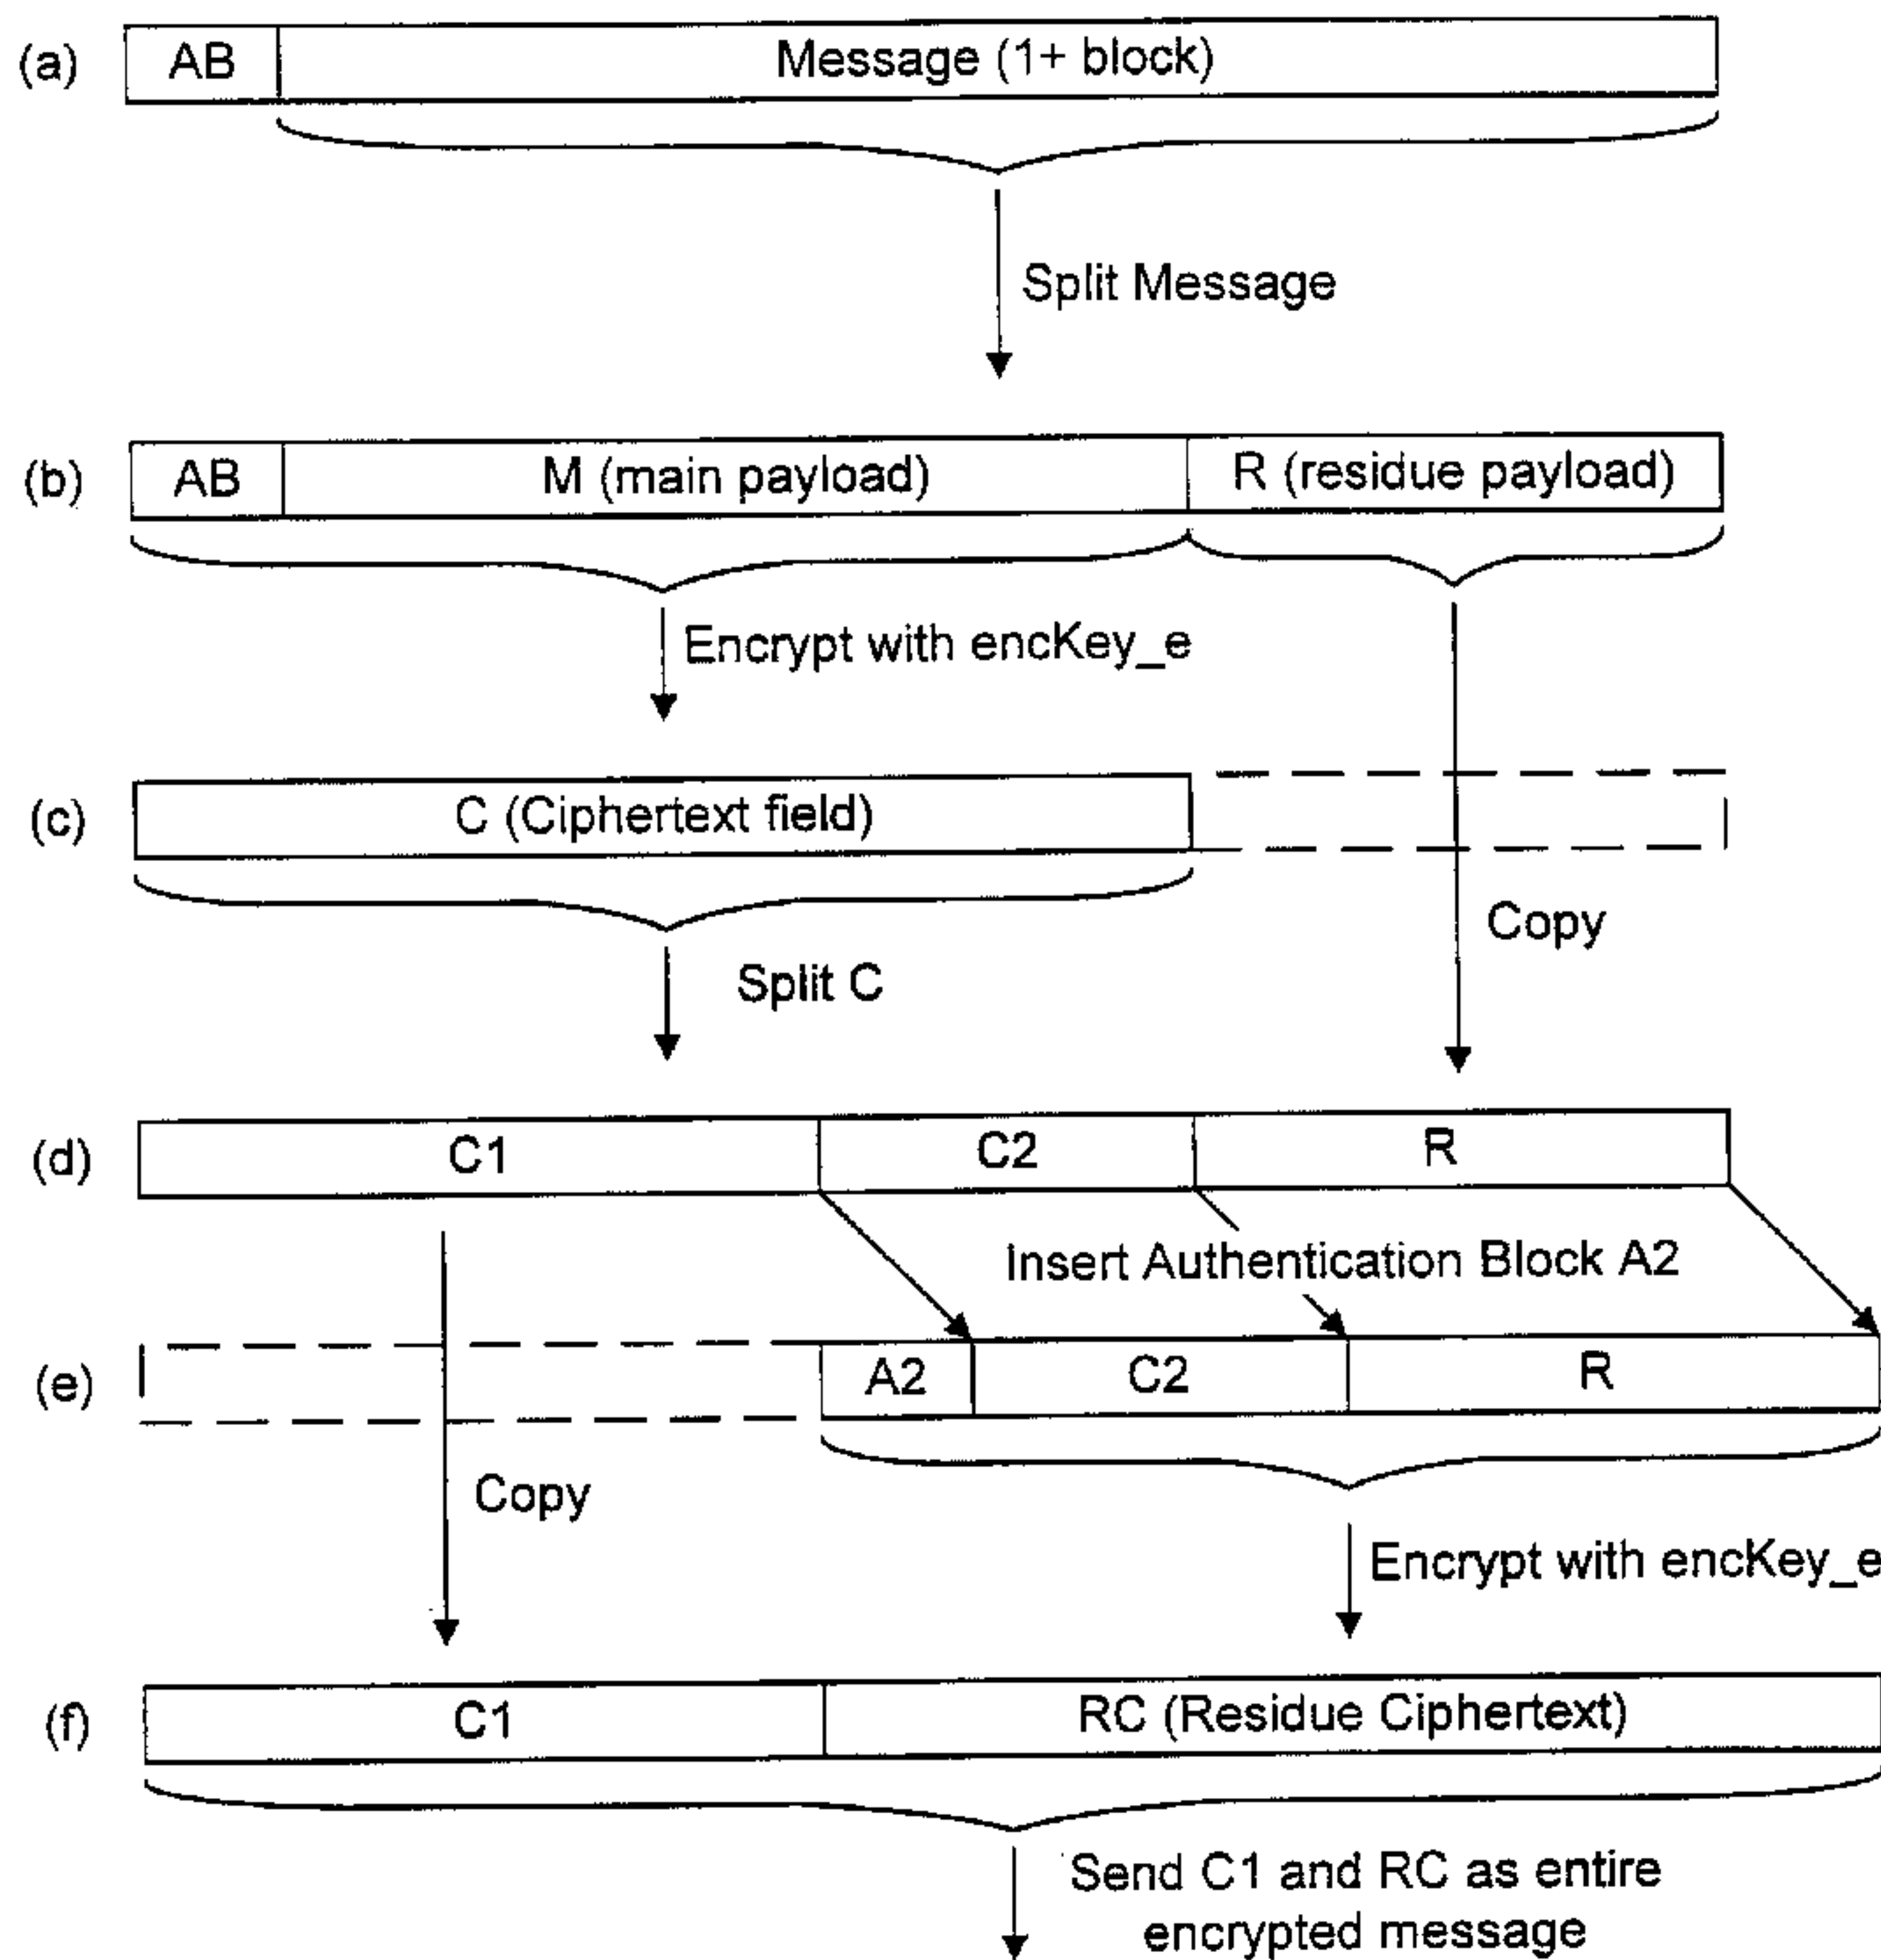 (a) AB Message (1+ block)
Split Message
(b) AB M (main payload) R (residue payload)
Encrypt with encKey_e
(c) C (Ciphertext field)
Copy
Split C
(d) C1 C2 R
Insert Authentication Block A2
(e) A2 C2 R
Copy
Encrypt with encKey_e
(f) C1 RC (Residue Ciphertext)
Send C1 and RC as entire
encrypted message